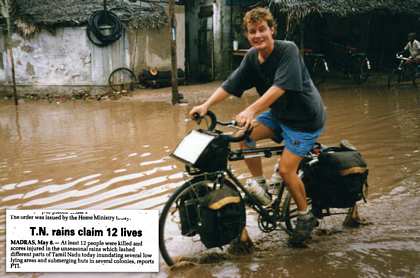 The order was issued by the Home Ministry today.
T.N. rains claim 12 lives
MADRAS, May 6. — At least 12 people were killed and
scores injured in the unseasonal rains which lashed
different parts of Tamil Nadu today inundating several low
lying areas and submerging huts in several colonies, reports
PTI.